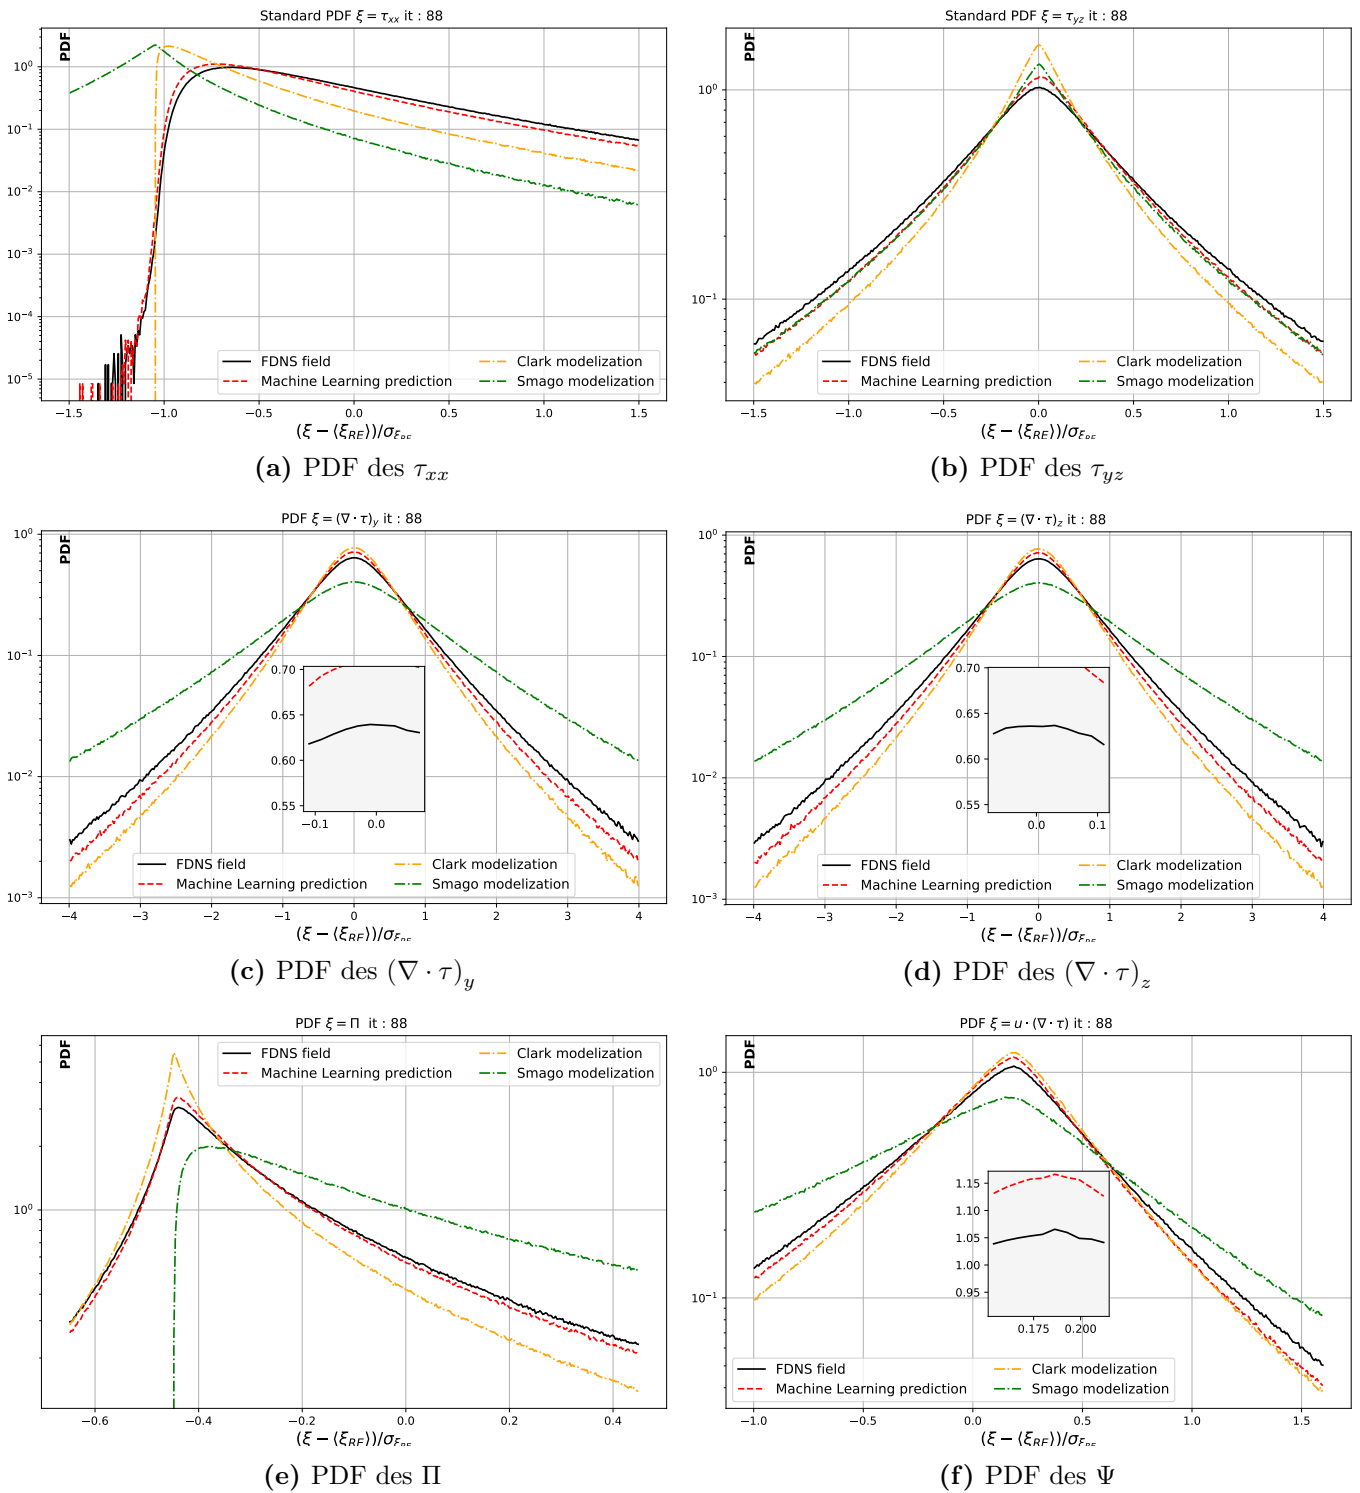 Standard PDF ξ = τxx it : 88
PDF
10⁰
10⁻¹
10⁻²
10⁻³
10⁻⁴
10⁻⁵
FDNS field
Machine Learning prediction
Clark modelization
Smago modelization
−1.5 −1.0 −0.5 0.0 0.5 1.0 1.5
(ξ − ⟨ξRE⟩)/σξRE
(a) PDF des τxx
Standard PDF ξ = τyz it : 88
PDF
10⁰
10⁻¹
FDNS field
Machine Learning prediction
Clark modelization
Smago modelization
−1.5 −1.0 −0.5 0.0 0.5 1.0 1.5
(ξ − ⟨ξRE⟩)/σξRE
(b) PDF des τyz
PDF ξ = (∇ · τ)y it : 88
PDF
10⁰
10⁻¹
10⁻²
10⁻³
0.70
0.65
0.60
0.55
−0.1 0.0
FDNS field
Machine Learning prediction
Clark modelization
Smago modelization
−4 −3 −2 −1 0 1 2 3 4
(ξ − ⟨ξRE⟩)/σξRE
(c) PDF des (∇ · τ)y
PDF ξ = (∇ · τ)z it : 88
PDF
10⁰
10⁻¹
10⁻²
10⁻³
0.70
0.65
0.60
0.55
0.0 0.1
FDNS field
Machine Learning prediction
Clark modelization
Smago modelization
−4 −3 −2 −1 0 1 2 3 4
(ξ − ⟨ξRE⟩)/σξRE
(d) PDF des (∇ · τ)z
PDF ξ = Π it : 88
PDF
10⁰
FDNS field
Machine Learning prediction
Clark modelization
Smago modelization
−0.6 −0.4 −0.2 0.0 0.2 0.4
(ξ − ⟨ξRE⟩)/σξRE
(e) PDF des Π
PDF ξ = u · (∇ · τ) it : 88
PDF
10⁰
10⁻¹
1.15
1.10
1.05
1.00
0.95
0.175 0.200
FDNS field
Machine Learning prediction
Clark modelization
Smago modelization
−1.0 −0.5 0.0 0.5 1.0 1.5
(ξ − ⟨ξRE⟩)/σξRE
(f) PDF des Ψ